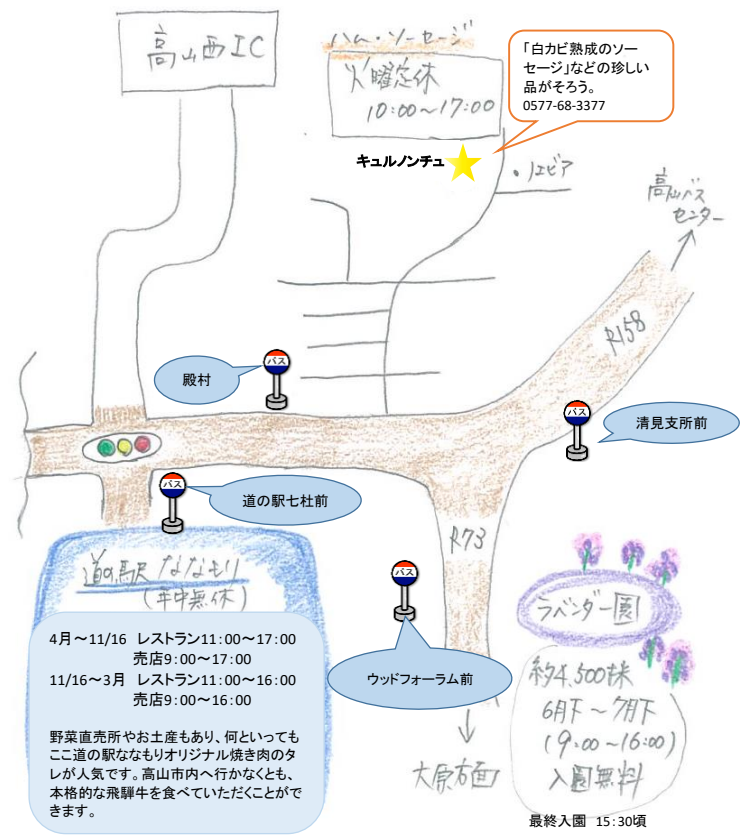 高山西IC
ハム・ソーセージ
火曜定休
10:00~17:00
「白カビ熟成のソー
セージ」などの珍しい
品がそろう。
0577-68-3377
キュルノンチュ
・ノエビア
高山バス
センター
R158
バス
殿村
バス
清見支所前
バス
道の駅七杜前
R73
バス
ウッドフォーラム前
道の駅 ななもり
(年中無休)
4月~11/16 レストラン11:00~17:00
売店9:00~17:00
11/16~3月 レストラン11:00~16:00
売店9:00~16:00
野菜直売所やお土産もあり、何といっても
ここ道の駅ななもりオリジナル焼き肉のタ
レが人気です。高山市内へ行かなくとも、
本格的な飛騨牛を食べていただくことがで
きます。
大原方面
ラベンダー園
約4,500株
6月下~7月下
(9:00~16:00)
入園無料
最終入園 15:30頃